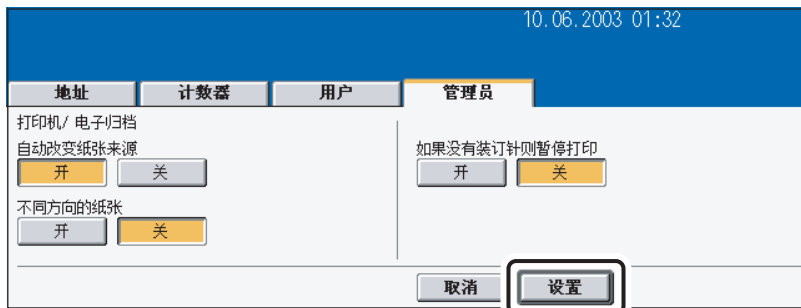 10.06.2003 01:32
地址 计数器 用户 管理员
打印机/ 电子归档
自动改变纸张来源
开 关
不同方向的纸张
开 关
如果没有装订针则暂停打印
开 关
取消 设置